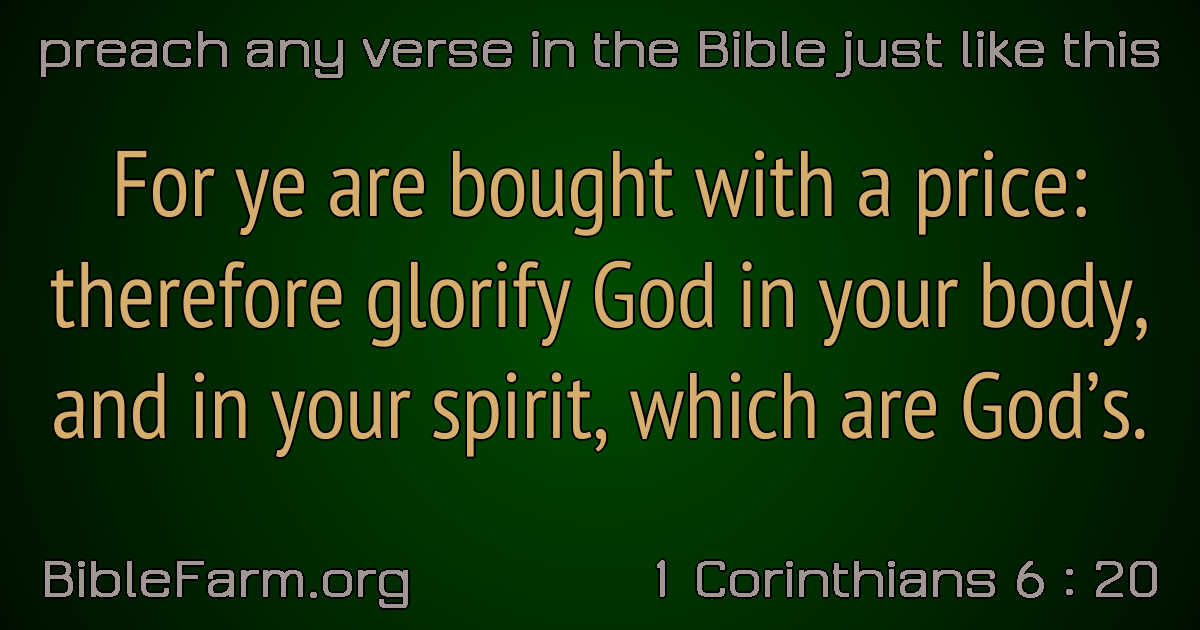 preach any verse in the Bible just like this
For ye are bought with a price:
therefore glorify God in your body,
and in your spirit, which are God’s.
BibleFarm.org
1 Corinthians 6 : 20